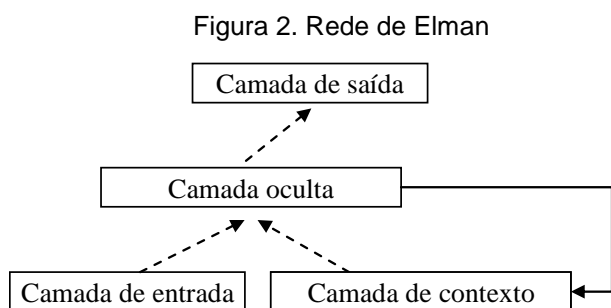 Figura 2. Rede de Elman
Camada de saída
Camada oculta
Camada de entrada
Camada de contexto